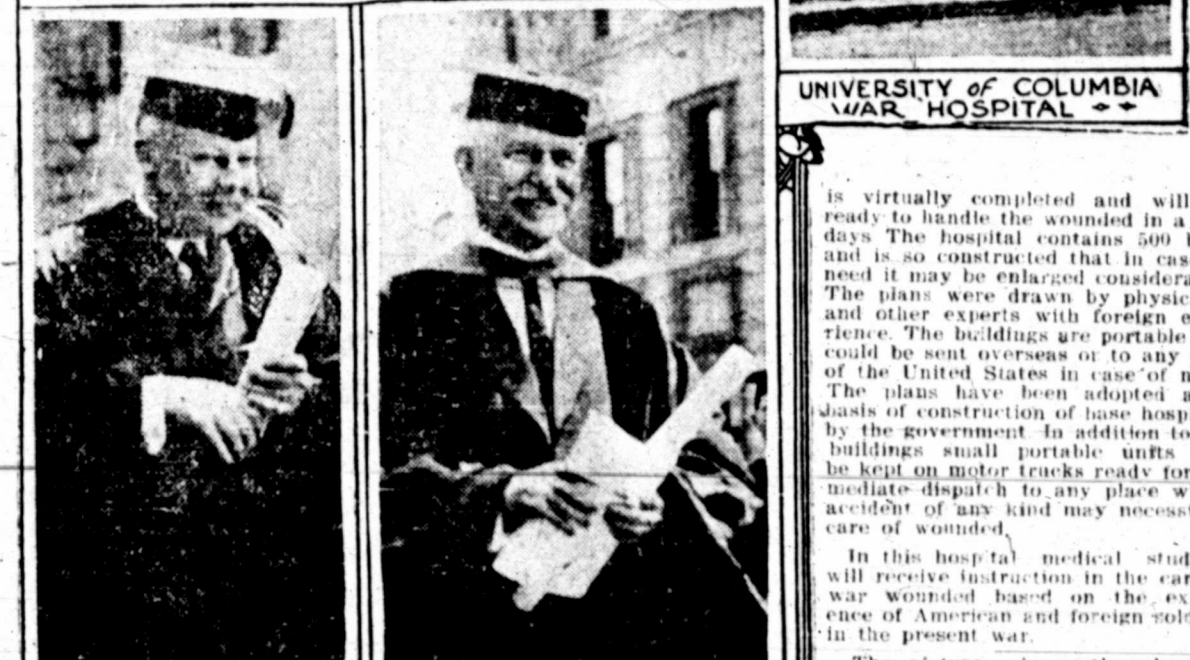 UNIVERSITY of COLUMBIA
WAR HOSPITAL
is virtually completed and will
ready to handle the wounded in a
days The hospital contains 500
and is so constructed that in cas
need it may be enlarged considera
The plans were drawn by physic
and other experts with foreign e
rience. The buildings are portable
could be sent overseas or to any
of the United States in case of n
The plans have been adopted a
basis of construction of base hosp
by the government In addition to
buildings small portable units
be kept on motor trucks ready for
mediate dispatch to any place w
accident of any kind may necess
care of wounded.
In this hospital medical stud
will receive instruction in the car
war wounded based on the ex
ence of American and foreign sold
in the present war.